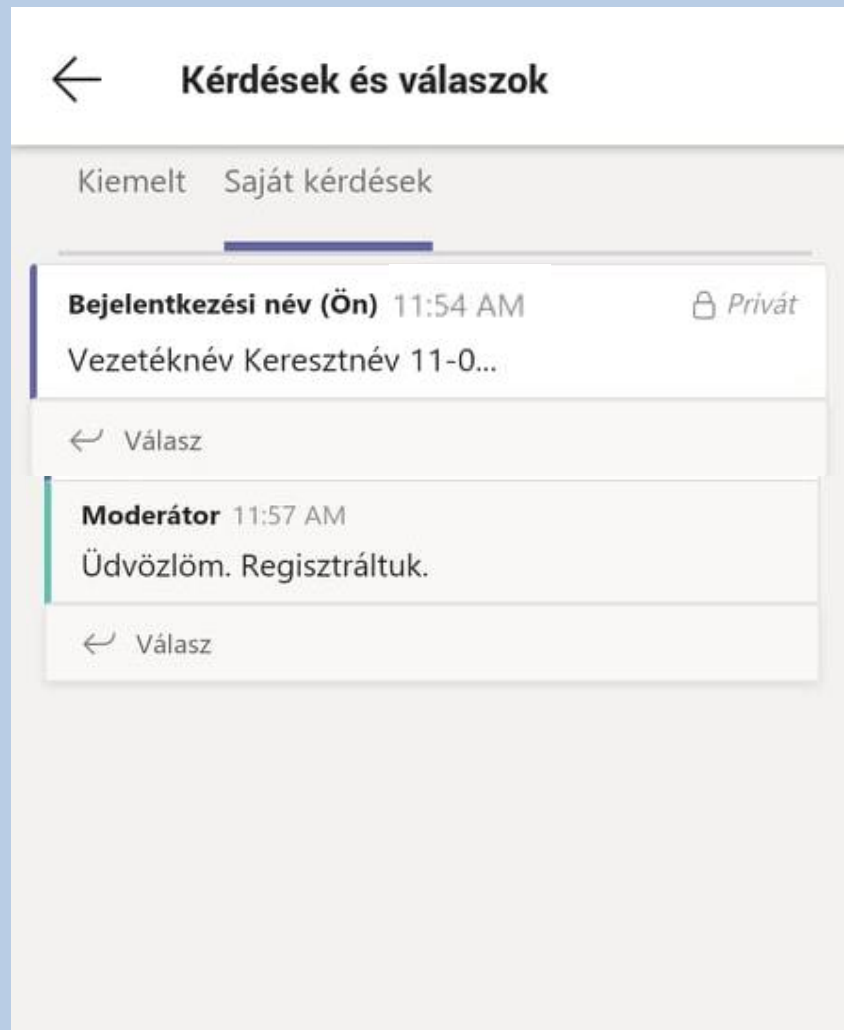 Kérdések és válaszok
Kiemelt Saját kérdések
Bejelentkezési név (Ön) 11:54 AM Privát
Vezetéknév Keresztnév 11-0...
Válasz
Moderátor 11:57 AM
Üdvözlöm. Regisztráltuk.
Válasz